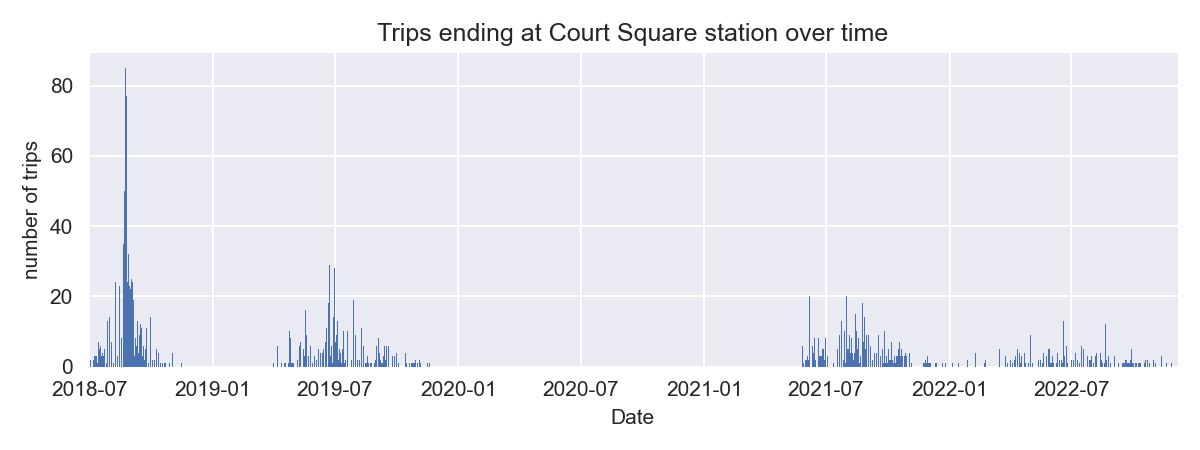 Trips ending at Court Square station over time
number of trips
80
60
40
20
0
2018-07 2019-01 2019-07 2020-01 2020-07 2021-01 2021-07 2022-01 2022-07
Date